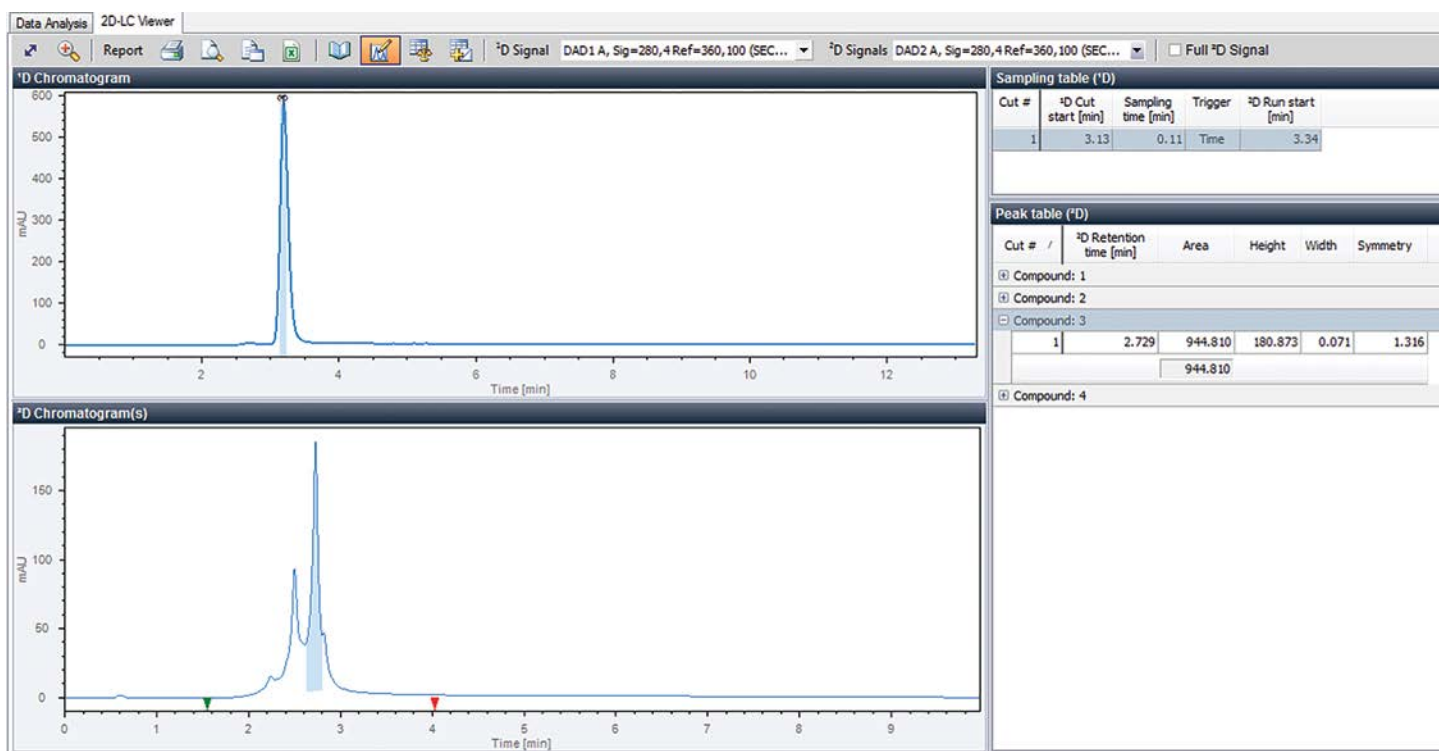 Data Analysis 2D-LC Viewer
Report ¹D Signal DAD1 A, Sig=280,4 Ref=360,100 (SEC... ²D Signals DAD2 A, Sig=280,4 Ref=360,100 (SEC... Full ²D Signal
¹D Chromatogram
600
500
400
300
200
100
0
mAU
2 4 6 8 10 12
Time [min]
²D Chromatogram(s)
150
100
50
0
mAU
0 1 2 3 4 5 6 7 8 9
Time [min]
Sampling table (¹D)
Cut # ¹D Cut start [min] Sampling time [min] Trigger ²D Run start [min]
1 3.13 0.11 Time 3.34
Peak table (²D)
Cut # / ²D Retention time [min] Area Height Width Symmetry
Compound: 1
Compound: 2
Compound: 3
1 2.729 944.810 180.873 0.071 1.316
944.810
Compound: 4